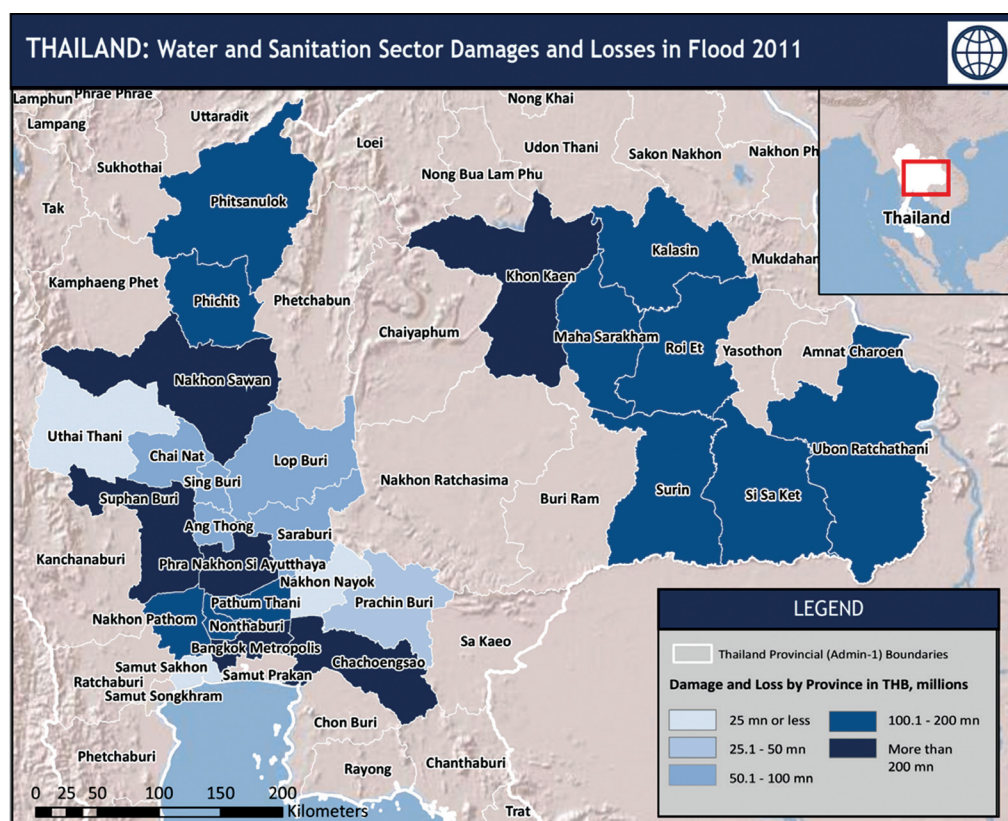 THAILAND: Water and Sanitation Sector Damages and Losses in Flood 2011
Lamphun
Phrae Phrae
Lampang
Uttaradit
Sukhothai
Tak
Loei
Nong Khai
Udon Thani
Nong Bua Lam Phu
Sakon Nakhon
Nakhon Ph
Thailand
Phitsanulok
Kamphaeng Phet
Phichit
Phetchabun
Khon Kaen
Kalasin
Mukdahan
Chaiyaphum
Maha Sarakham
Roi Et
Yasothon
Amnat Charoen
Nakhon Sawan
Uthai Thani
Chai Nat
Lop Buri
Sing Buri
Ubon Ratchathani
Suphan Buri
Nakhon Ratchasima
Buri Ram
Surin
Si Sa Ket
Ang Thong
Saraburi
Kanchanaburi
Phra Nakhon Si Ayutthaya
Nakhon Nayok
Prachin Buri
Pathum Thani
Nakhon Pathom
Nonthaburi
Bangkok Metropolis
Sa Kaeo
Samut Sakhon
Chachoengsao
Ratchaburi
Samut Prakan
Samut Songkhram
Chon Buri
Phetchaburi
Rayong
Chanthaburi
Trat
0 25 50 100 150 200
Kilometers
LEGEND
Thailand Provincial (Admin-1) Boundaries
Damage and Loss by Province in THB, millions
25 mn or less
25.1 - 50 mn
50.1 - 100 mn
100.1 - 200 mn
More than
200 mn